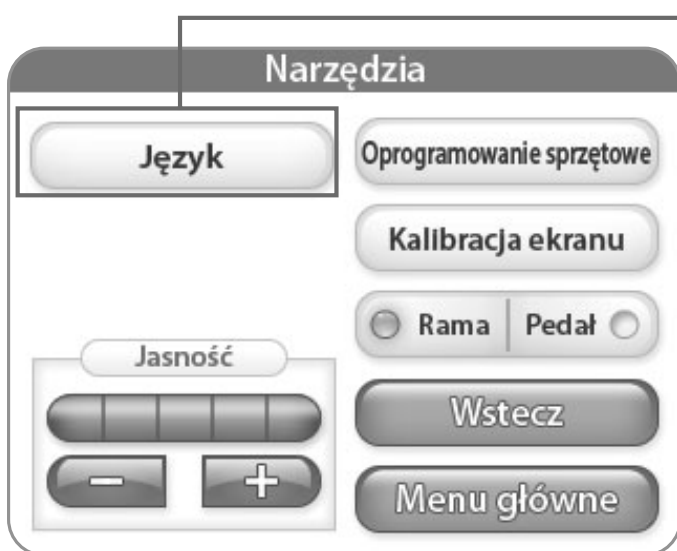 Narzędzia
Język
Oprogramowanie sprzętowe
Kalibracja ekranu
Rama Pedał
Jasność
Wstecz
− +
Menu główne